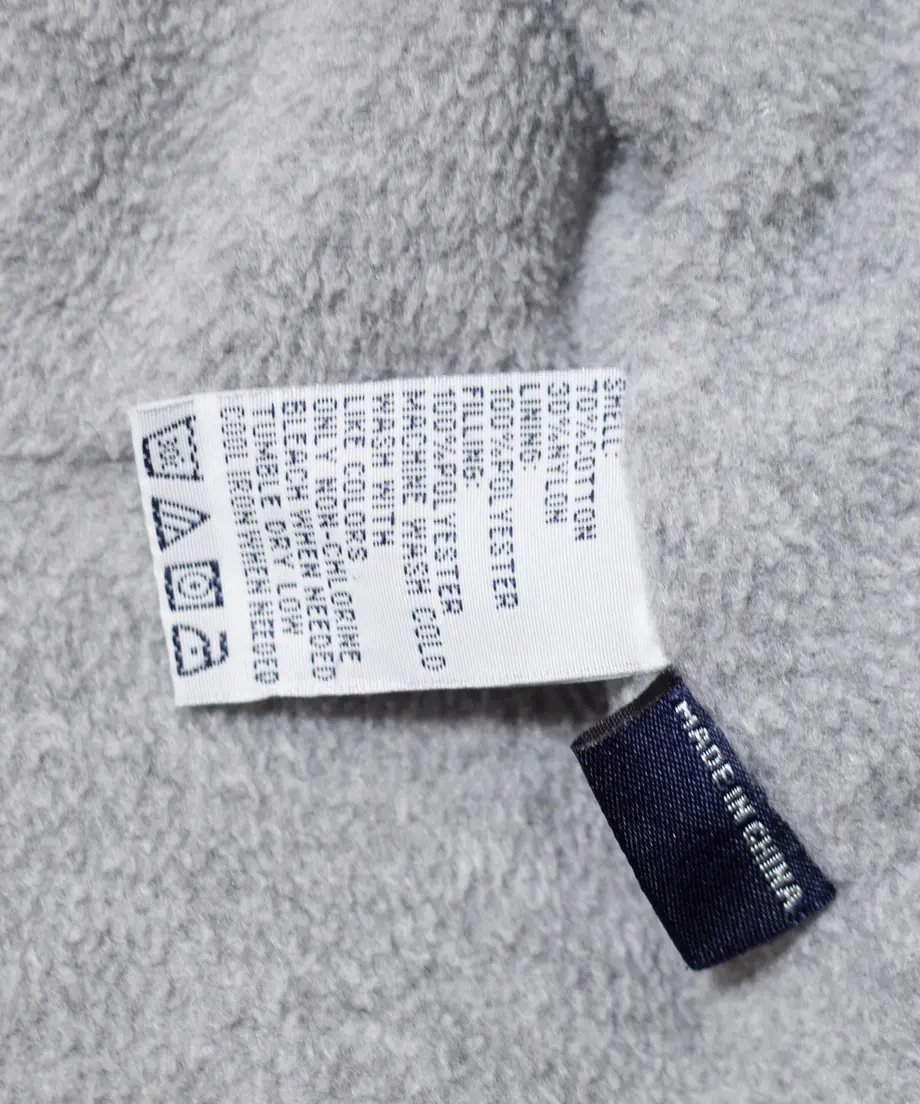 SHELL:
70%COTTON
30%NYLON
LINING
100%POLYESTER
FILLING
100%POLYESTER
MACHINE WASH COLD
WASH WITH
LIKE COLORS
ONLY NON-CHLORINE
BLEACH WHEN NEEDED
TUMBLE DRY LOW
COOL IRON WHEN NEEDED
MADE IN CHINA